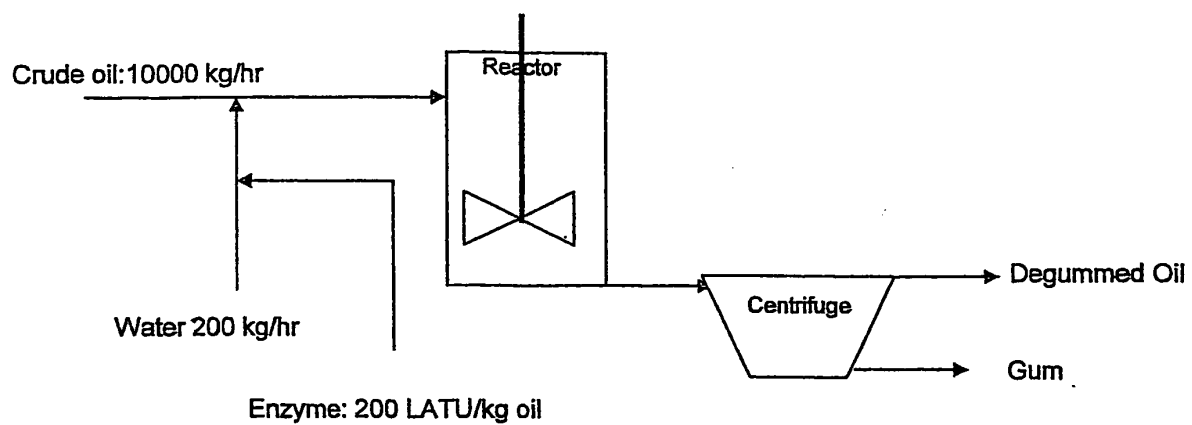 Crude oil:10000 kg/hr
Reactor
Water 200 kg/hr
Enzyme: 200 LATU/kg oil
Centrifuge
Degummed Oil
Gum